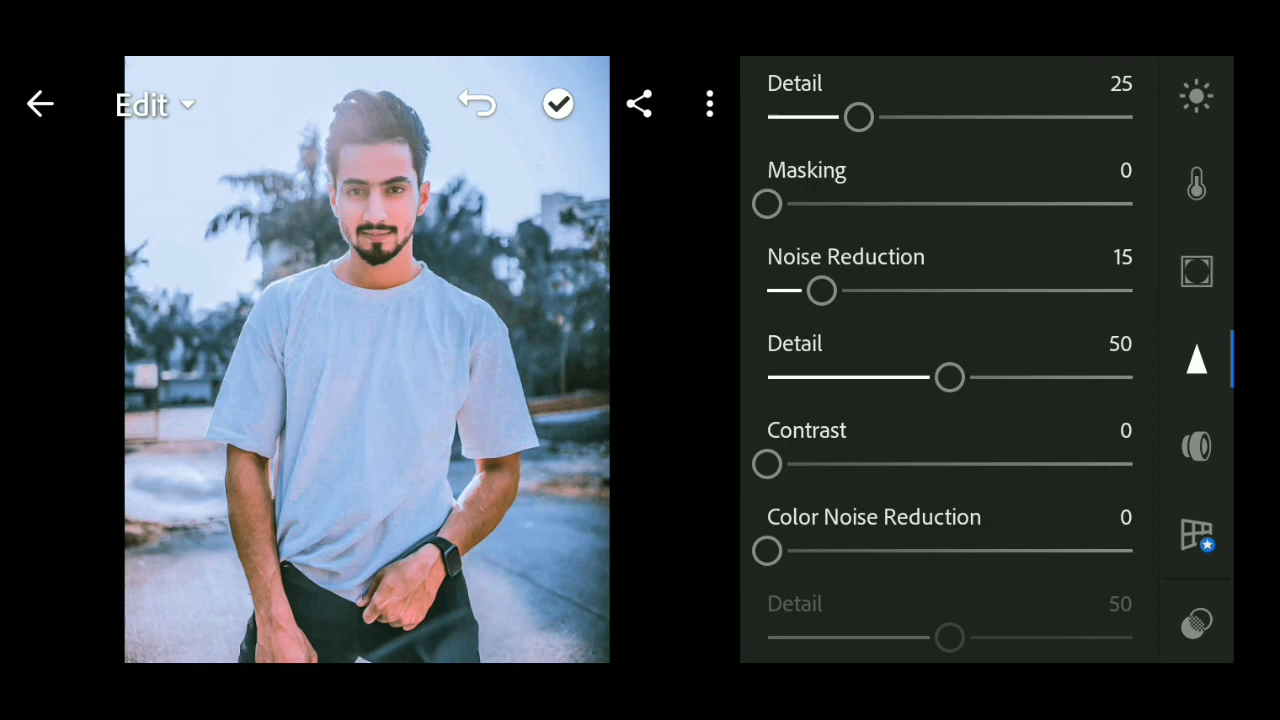 Edit
Detail 25
Masking 0
Noise Reduction 15
Detail 50
Contrast 0
Color Noise Reduction 0
Detail 50